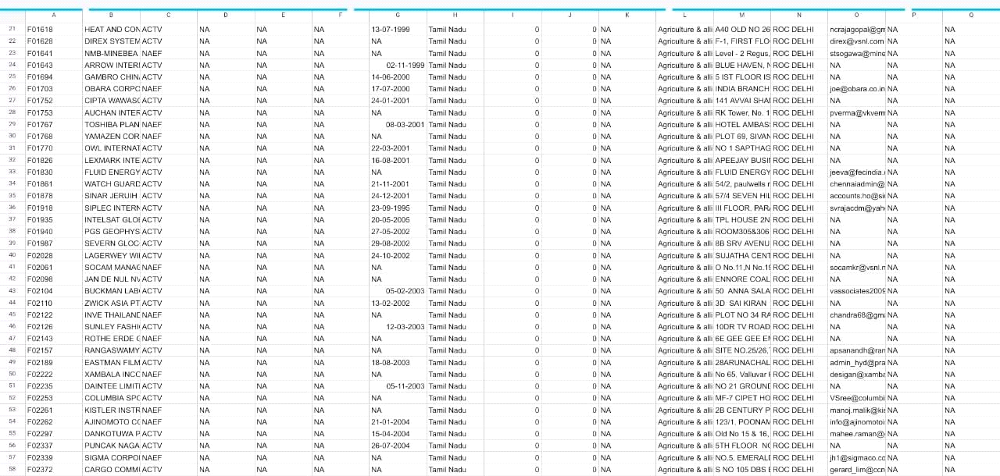 A B C D E F G H I J K L M N O P Q
21 F01618 HEAT AND CON ACTV NA NA NA 13-07-1999 Tamil Nadu 0 0 NA Agriculture & alli A40 OLD NO 26 ROC DELHI ncrajagopal@gm NA NA
22 F01628 DIREX SYSTEM ACTV NA NA NA NA Tamil Nadu 0 0 NA Agriculture & alli F-1, FIRST FLO ROC DELHI direx@vsnl.com NA NA
23 F01641 NMB-MINEBEA NAEF NA NA NA NA Tamil Nadu 0 0 NA Agriculture & alli Level - 2 Regus, ROC DELHI stsogawa@mine NA NA
24 F01643 ARROW INTERI ACTV NA NA NA 02-11-1999 Tamil Nadu 0 0 NA Agriculture & alli BLUE HAVEN, N ROC DELHI NA NA NA
25 F01694 GAMBRO CHIN ACTV NA NA NA 14-06-2000 Tamil Nadu 0 0 NA Agriculture & alli 5 IST FLOOR IS ROC DELHI NA NA NA
26 F01703 OBARA CORPO NAEF NA NA NA 17-07-2000 Tamil Nadu 0 0 NA Agriculture & alli INDIA BRANCH ROC DELHI joe@obara.co.in NA NA
27 F01752 CIPTA WAWAS ACTV NA NA NA 24-01-2001 Tamil Nadu 0 0 NA Agriculture & alli 141 AVVAI SHA ROC DELHI NA NA NA
28 F01753 AUCHAN INTER ACTV NA NA NA NA Tamil Nadu 0 0 NA Agriculture & alli RK Tower, No. 1 ROC DELHI pverma@vkverm NA NA
29 F01767 TOSHIBA PLAN NAEF NA NA NA 08-03-2001 Tamil Nadu 0 0 NA Agriculture & alli HOTEL AMBAS ROC DELHI NA NA NA
30 F01768 YAMAZEN COR NAEF NA NA NA NA Tamil Nadu 0 0 NA Agriculture & alli PLOT 69, SIVAN ROC DELHI NA NA NA
31 F01770 OWL INTERNAT ACTV NA NA NA 22-03-2001 Tamil Nadu 0 0 NA Agriculture & alli NO 1 SAPTHAG ROC DELHI NA NA NA
32 F01826 LEXMARK INTE ACTV NA NA NA 16-08-2001 Tamil Nadu 0 0 NA Agriculture & alli APEEJAY BUSI ROC DELHI NA NA NA
33 F01830 FLUID ENERGY ACTV NA NA NA NA Tamil Nadu 0 0 NA Agriculture & alli FLUID ENERGY ROC DELHI jeeva@fecindia. NA NA
34 F01861 WATCH GUARD ACTV NA NA NA 21-11-2001 Tamil Nadu 0 0 NA Agriculture & alli 54/2, paulwells r ROC DELHI chennaiadmin@ NA NA
35 F01878 SINAR JERUIH ACTV NA NA NA 24-12-2001 Tamil Nadu 0 0 NA Agriculture & alli 57/4 SEVEN HIL ROC DELHI accounts.ho@si NA NA
36 F01918 SIPLEC INTERN ACTV NA NA NA 23-09-1995 Tamil Nadu 0 0 NA Agriculture & alli III FLOOR, PAR ROC DELHI svrajacdm@yah NA NA
37 F01935 INTELSAT GLO ACTV NA NA NA 20-05-2005 Tamil Nadu 0 0 NA Agriculture & alli TPL HOUSE 2N ROC DELHI NA NA NA
38 F01940 PGS GEOPHYS ACTV NA NA NA 27-05-2002 Tamil Nadu 0 0 NA Agriculture & alli ROOM305&306 ROC DELHI NA NA NA
39 F01987 SEVERN GLOC ACTV NA NA NA 29-08-2002 Tamil Nadu 0 0 NA Agriculture & alli 8B SRV AVENU ROC DELHI NA NA NA
40 F02028 LAGERWEY WI ACTV NA NA NA 24-10-2002 Tamil Nadu 0 0 NA Agriculture & alli SUJATHA CENT ROC DELHI NA NA NA
41 F02061 SOCAM MANA NAEF NA NA NA NA Tamil Nadu 0 0 NA Agriculture & alli O No.11,N No.19 ROC DELHI socamkr@vsnl.n NA NA
42 F02098 JAN DE NUL NV ACTV NA NA NA NA Tamil Nadu 0 0 NA Agriculture & alli ENNORE COAL ROC DELHI NA NA NA
43 F02104 BUCKMAN LAB ACTV NA NA NA 05-02-2003 Tamil Nadu 0 0 NA Agriculture & alli 50 ANNA SALA ROC DELHI vassociates2009 NA NA
44 F02110 ZWICK ASIA PT ACTV NA NA NA 13-02-2002 Tamil Nadu 0 0 NA Agriculture & alli 3D SAI KIRAN ROC DELHI NA NA NA
45 F02122 INVE THAILAND NAEF NA NA NA NA Tamil Nadu 0 0 NA Agriculture & alli PLOT NO 34 RA ROC DELHI chandra68@gm NA NA
46 F02126 SUNLEY FASHI ACTV NA NA NA 12-03-2003 Tamil Nadu 0 0 NA Agriculture & alli 10DR TV ROAD ROC DELHI NA NA NA
47 F02143 ROTHE ERDE G NAEF NA NA NA NA Tamil Nadu 0 0 NA Agriculture & alli 6E GEE GEE E ROC DELHI NA NA NA
48 F02157 RANGASWAMY ACTV NA NA NA NA Tamil Nadu 0 0 NA Agriculture & alli SITE NO.25/26, ROC DELHI apsanandh@ran NA NA
49 F02189 EASTMAN FILM ACTV NA NA NA 18-08-2003 Tamil Nadu 0 0 NA Agriculture & alli 28ARUNACHAL ROC DELHI admin_hyd@pra NA NA
50 F02222 XAMBALA INCO NAEF NA NA NA NA Tamil Nadu 0 0 NA Agriculture & alli No 65, Valluvar ROC DELHI desigan@xamba NA NA
51 F02235 DAINTEE LIMIT ACTV NA NA NA 05-11-2003 Tamil Nadu 0 0 NA Agriculture & alli NO 21 GROUND ROC DELHI NA NA NA
52 F02253 COLUMBIA SPO ACTV NA NA NA NA Tamil Nadu 0 0 NA Agriculture & alli MF-7 CIPET HO ROC DELHI VSree@columbi NA NA
53 F02261 KISTLER INSTR NAEF NA NA NA NA Tamil Nadu 0 0 NA Agriculture & alli 2B CENTURY P ROC DELHI manoj.malik@kis NA NA
54 F02262 AJINOMOTO CO NAEF NA NA NA 21-01-2004 Tamil Nadu 0 0 NA Agriculture & alli 123/1, POONAM ROC DELHI info@ajinomotoi NA NA
55 F02297 DANKOTUWA P ACTV NA NA NA 15-04-2004 Tamil Nadu 0 0 NA Agriculture & alli Old No 15 & 16, ROC DELHI mahee.raman@ NA NA
56 F02337 PUNCAK NAGA ACTV NA NA NA 26-07-2004 Tamil Nadu 0 0 NA Agriculture & alli 5TH FLOOR NO ROC DELHI NA NA NA
57 F02339 SIGMA CORPO NAEF NA NA NA NA Tamil Nadu 0 0 NA Agriculture & alli NO.5, EMERAL ROC DELHI jh1@sigmaco.co NA NA
58 F02372 CARGO COMM ACTV NA NA NA NA Tamil Nadu 0 0 NA Agriculture & alli S NO 105 DBS ROC DELHI gerard_lim@ccn NA NA